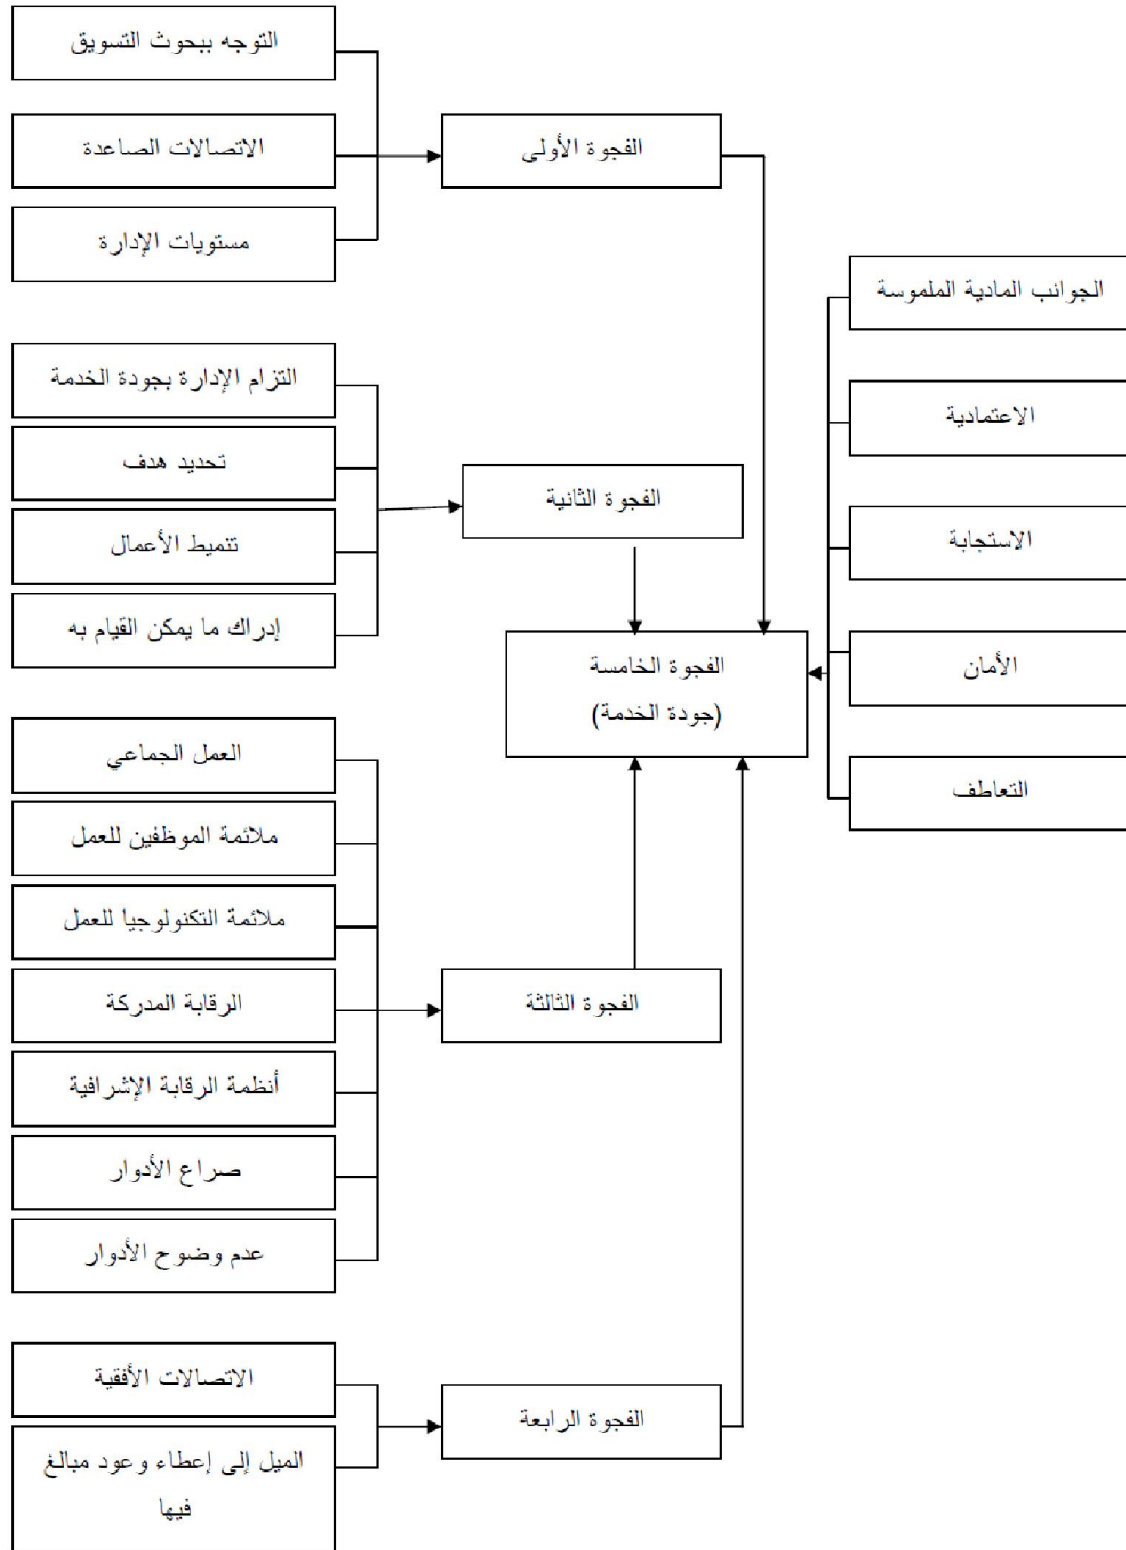 التوجه ببحوث التسويق
الاتصالات الصاعدة
مستويات الإدارة
الفجوة الأولى
التزام الإدارة بجودة الخدمة
تحديد هدف
تنميط الأعمال
إدراك ما يمكن القيام به
الفجوة الثانية
العمل الجماعي
ملائمة الموظفين للعمل
ملائمة التكنولوجيا للعمل
الرقابة المدركة
أنظمة الرقابة الإشرافية
صراع الأدوار
عدم وضوح الأدوار
الفجوة الثالثة
الاتصالات الأفقية
الميل إلى إعطاء وعود مبالغ
فيها
الفجوة الرابعة
الفجوة الخامسة
(جودة الخدمة)
الجوانب المادية الملموسة
الاعتمادية
الاستجابة
الأمان
التعاطف